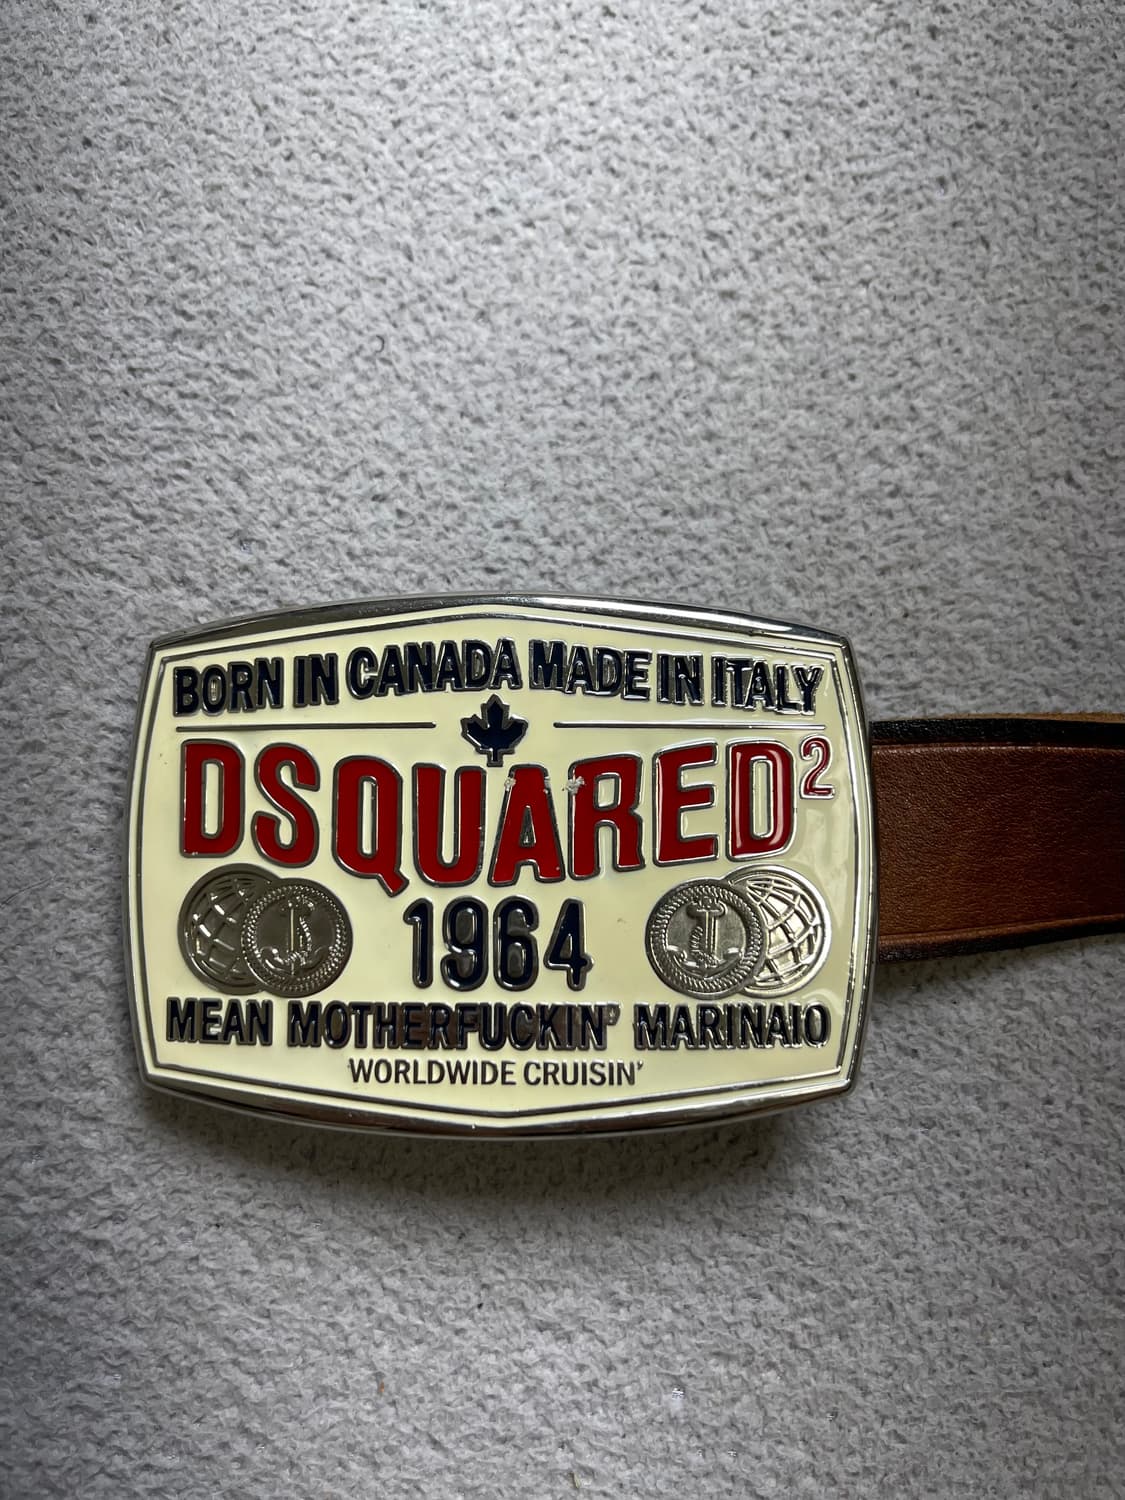 BORN IN CANADA MADE IN ITALY
DSQUARED²
1964
MEAN MOTHERFUCKIN' MARINAIO
WORLDWIDE CRUISIN'